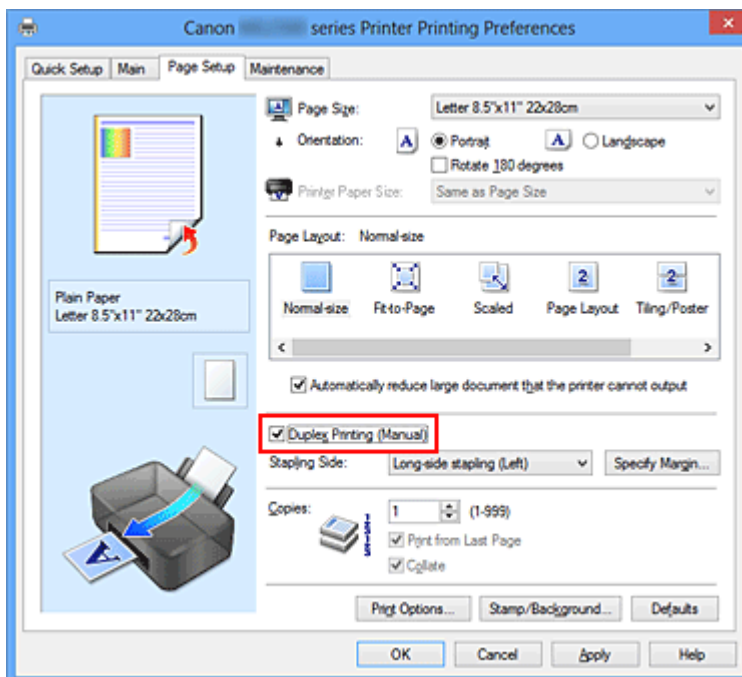 Canon series Printer Printing Preferences
Quick Setup Main Page Setup Maintenance
Page Size: Letter 8.5"x11" 22x28cm
Orientation: A Portrait A Landscape
Rotate 180 degrees
Printer Paper Size: Same as Page Size
Page Layout: Normal-size
Normal-size Fit-to-Page Scaled Page Layout Tiling/Poster
Automatically reduce large document that the printer cannot output
Plain Paper
Letter 8.5"x11" 22x28cm
Duplex Printing (Manual)
Stapling Side: Long-side stapling (Left) Specify Margin...
Copies: 1 (1-999)
Print from Last Page
Collate
Print Options... Stamp/Background... Defaults
OK Cancel Apply Help